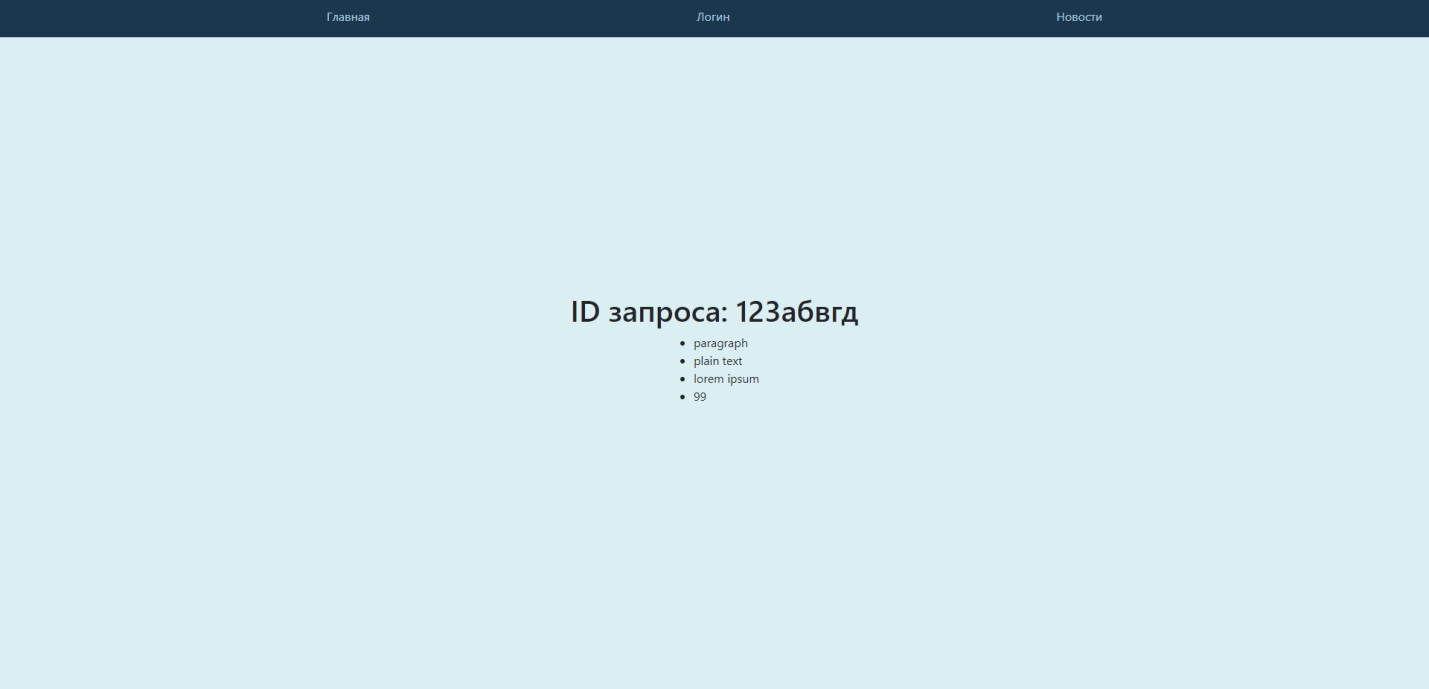 Главная Логин Новости
ID запроса: 123абвгд
paragraph
plain text
lorem ipsum
99